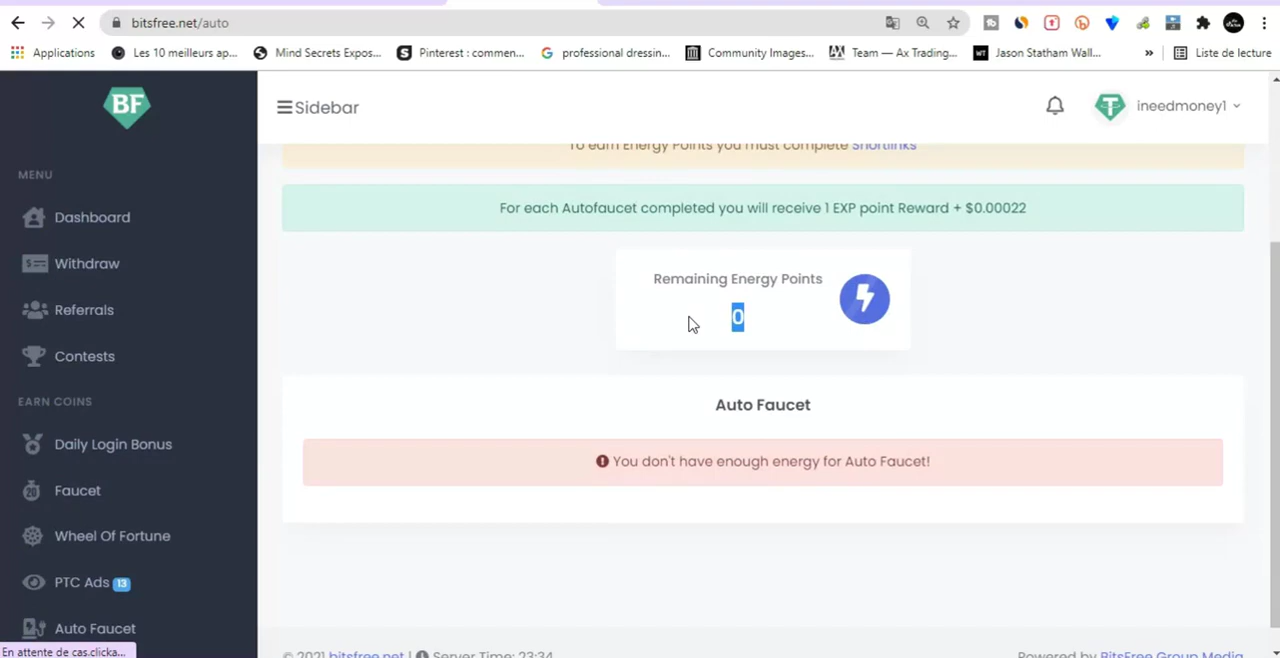 bitsfree.net/auto
Applications
Les 10 meilleurs ap...
Mind Secrets Expos...
Pinterest : commen...
professional dressin...
Community Images...
Team — Ax Trading...
Jason Statham Wall...
»
Liste de lecture
BF
Sidebar
ineedmoney1
To earn Energy Points you must complete Shortlinks
MENU
For each Autofaucet completed you will receive 1 EXP point Reward + $0.00022
Dashboard
Withdraw
Remaining Energy Points
0
Referrals
Contests
EARN COINS
Auto Faucet
Daily Login Bonus
You don't have enough energy for Auto Faucet!
Faucet
Wheel Of Fortune
PTC Ads 13
Auto Faucet
En attente de cas.clicka...
© 2021 bitsfree.net | Server Time: 23:34
Powered by BitsFree Group Media